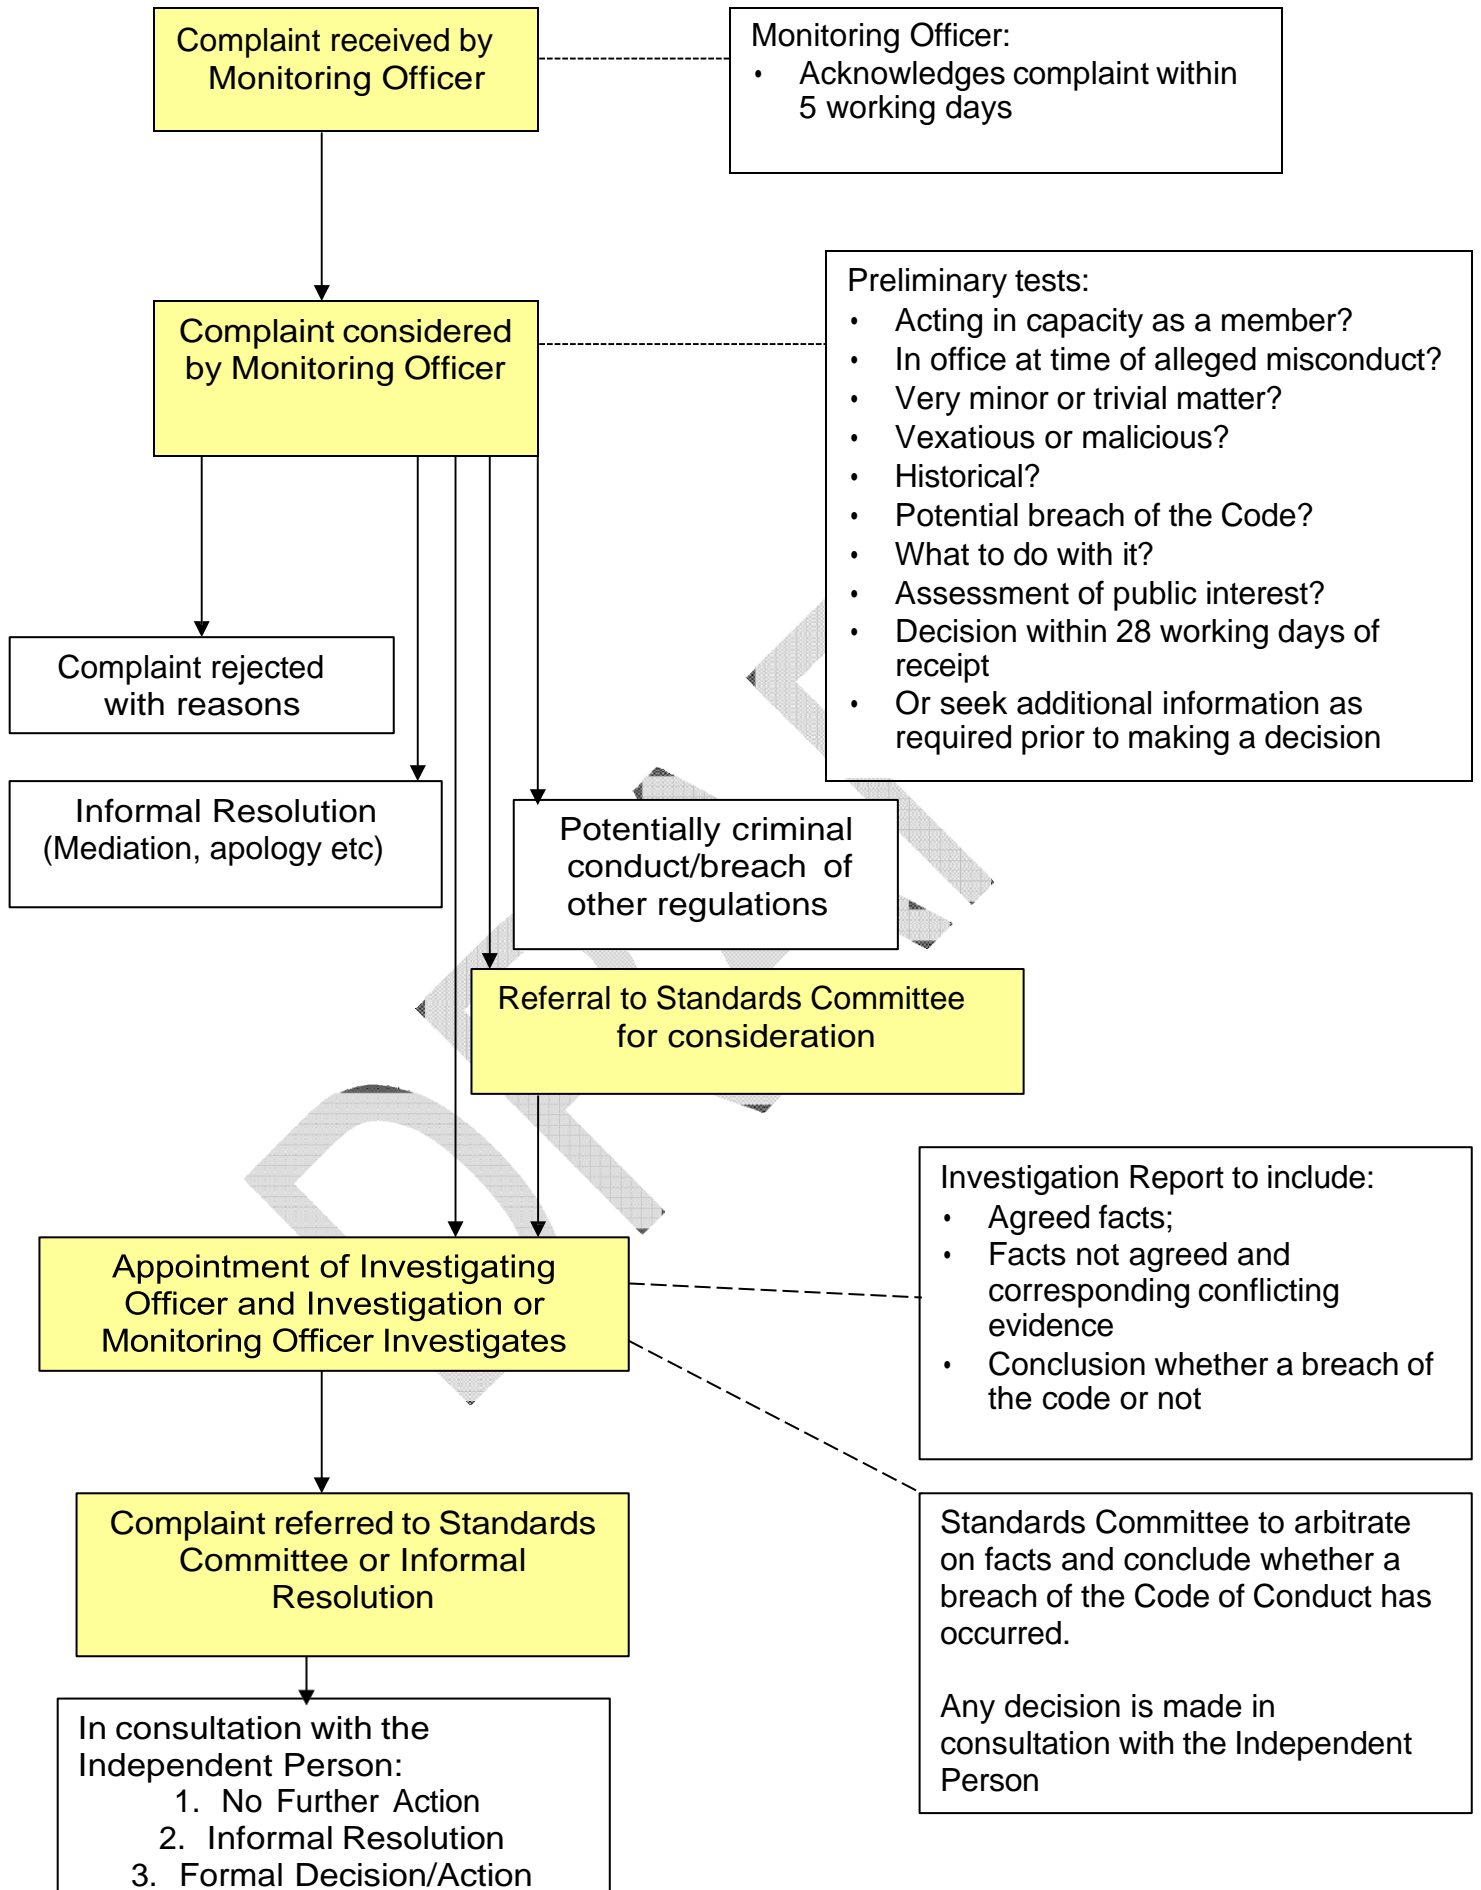 Complaint received by
Monitoring Officer
Monitoring Officer:
• Acknowledges complaint within
5 working days
Complaint considered
by Monitoring Officer
Preliminary tests:
• Acting in capacity as a member?
• In office at time of alleged misconduct?
• Very minor or trivial matter?
• Vexatious or malicious?
• Historical?
• Potential breach of the Code?
• What to do with it?
• Assessment of public interest?
• Decision within 28 working days of
receipt
• Or seek additional information as
required prior to making a decision
Complaint rejected
with reasons
Informal Resolution
(Mediation, apology etc)
Potentially criminal
conduct/breach of
other regulations
Referral to Standards Committee
for consideration
Appointment of Investigating
Officer and Investigation or
Monitoring Officer Investigates
Investigation Report to include:
• Agreed facts;
• Facts not agreed and
corresponding conflicting
evidence
• Conclusion whether a breach of
the code or not
Complaint referred to Standards
Committee or Informal
Resolution
Standards Committee to arbitrate
on facts and conclude whether a
breach of the Code of Conduct has
occurred.
Any decision is made in
consultation with the Independent
Person
In consultation with the
Independent Person:
1. No Further Action
2. Informal Resolution
3. Formal Decision/Action
DRAFT